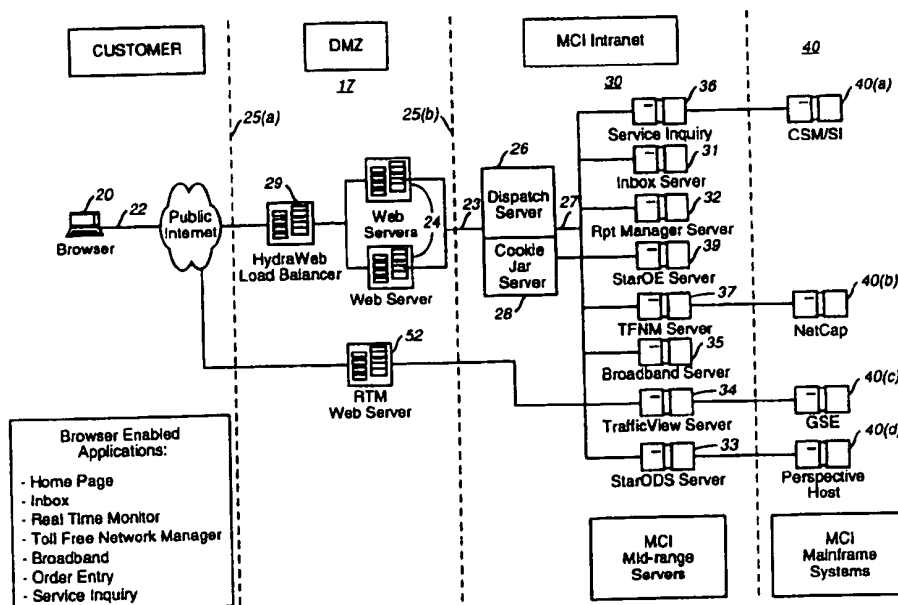 CUSTOMER
DMZ
17
MCI Intranet
40
25(a)
25(b)
30
36
40(a)
Service Inquiry
CSM/SI
26
31
Inbox Server
20
22
Browser
Public
Internet
29
HydraWeb
Load Balancer
Web
Servers
24
Web Server
23
Dispatch
Server
27
Cookie
Jar
Server
28
32
Rpt Manager Server
39
StarOE Server
37
TFNM Server
40(b)
NetCap
35
Broadband Server
52
RTM
Web Server
34
TrafficView Server
40(c)
GSE
33
StarODS Server
40(d)
Perspective
Host
Browser Enabled
Applications:
- Home Page
- Inbox
- Real Time Monitor
- Toll Free Network Manager
- Broadband
- Order Entry
- Service Inquiry
MCI
Mid-range
Servers
MCI
Mainframe
Systems